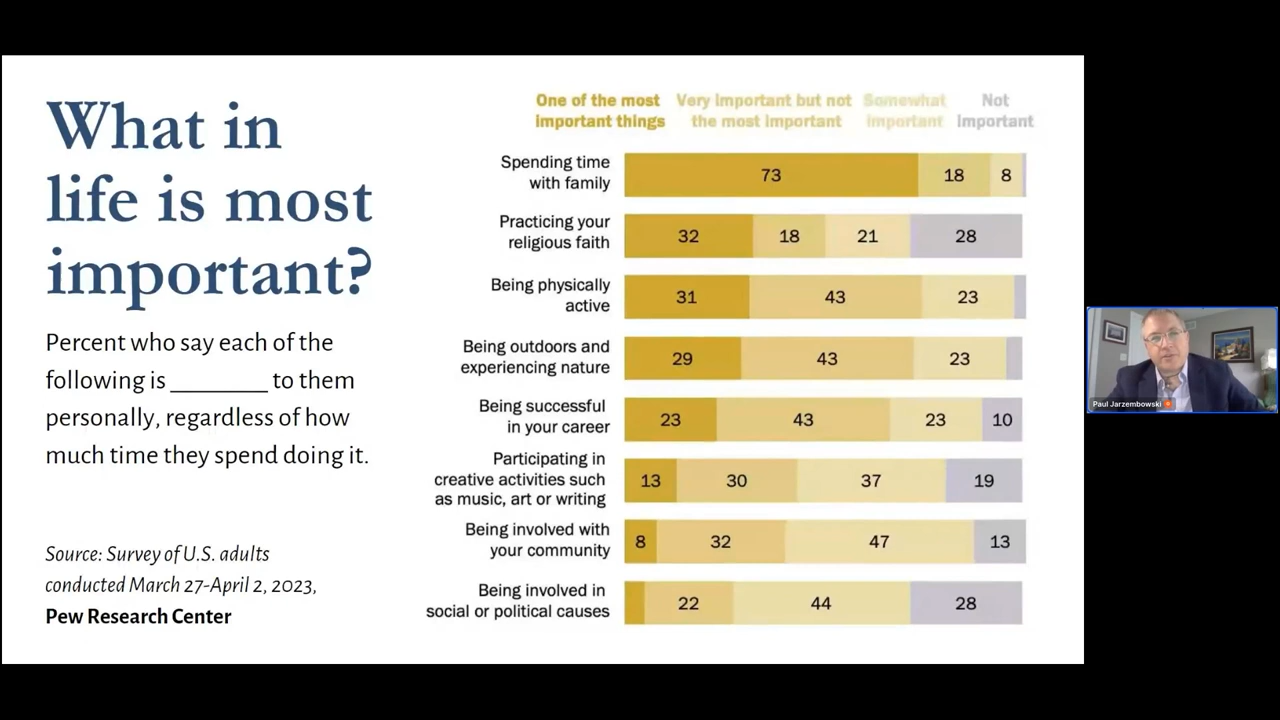 What in
life is most
important?
Percent who say each of the
following is ________ to them
personally, regardless of how
much time they spend doing it.
Source: Survey of U.S. adults
conducted March 27-April 2, 2023,
Pew Research Center
One of the most
important things
Very important but not
the most important
Somewhat
important
Not
important
Spending time
with family
73 18 8
Practicing your
religious faith
32 18 21 28
Being physically
active
31 43 23
Being outdoors and
experiencing nature
29 43 23
Being successful
in your career
23 43 23 10
Participating in
creative activities such
as music, art or writing
13 30 37 19
Being involved with
your community
8 32 47 13
Being involved in
social or political causes
22 44 28
Paul Jarzembowski